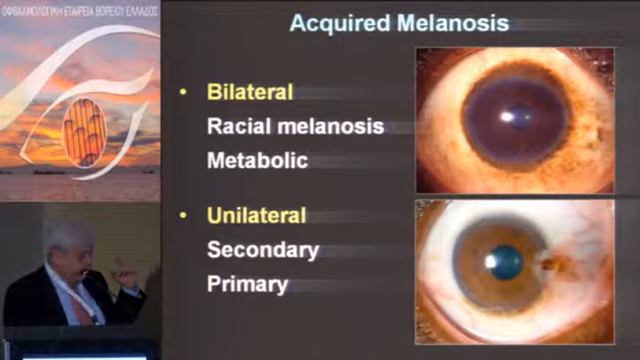 ΟΦΘΑΛΜΟΛΟΓΙΚΗ ΕΤΑΙΡΕΙΑ ΒΟΡΕΙΟΥ ΕΛΛΑΔΟΣ
Acquired Melanosis
• Bilateral
Racial melanosis
Metabolic
• Unilateral
Secondary
Primary